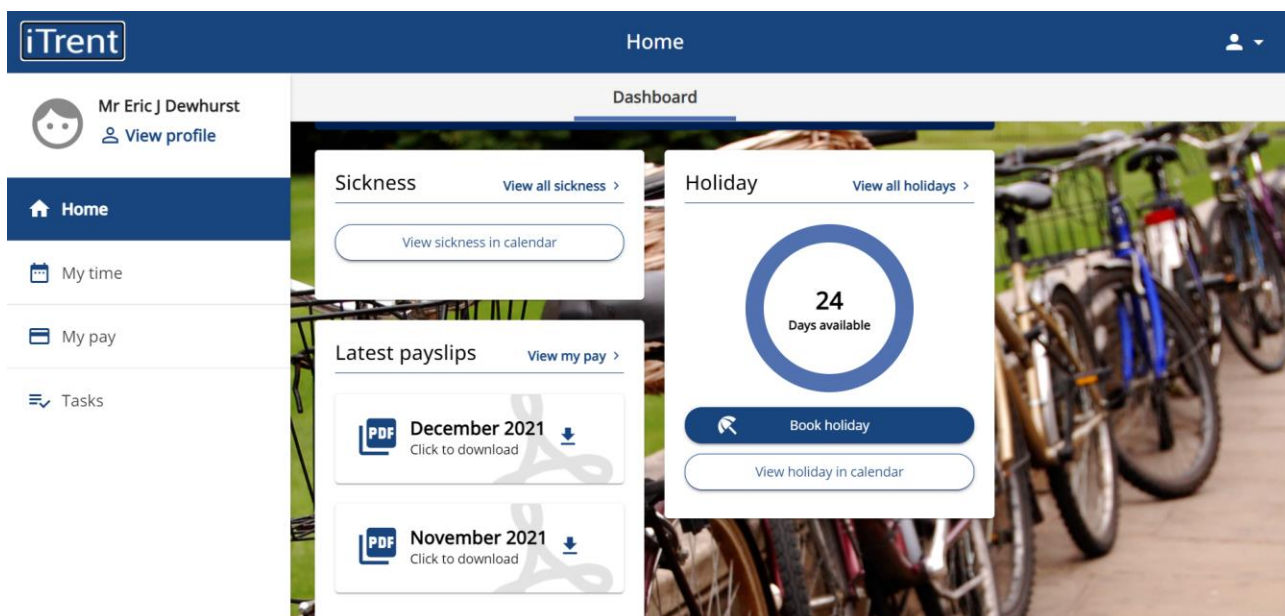 iTrent
Home
Mr Eric J Dewhurst
View profile
Dashboard
Home
My time
My pay
Tasks
Sickness
View all sickness >
View sickness in calendar
Latest payslips
View my pay >
PDF
December 2021
Click to download
PDF
November 2021
Click to download
Holiday
View all holidays >
24
Days available
Book holiday
View holiday in calendar